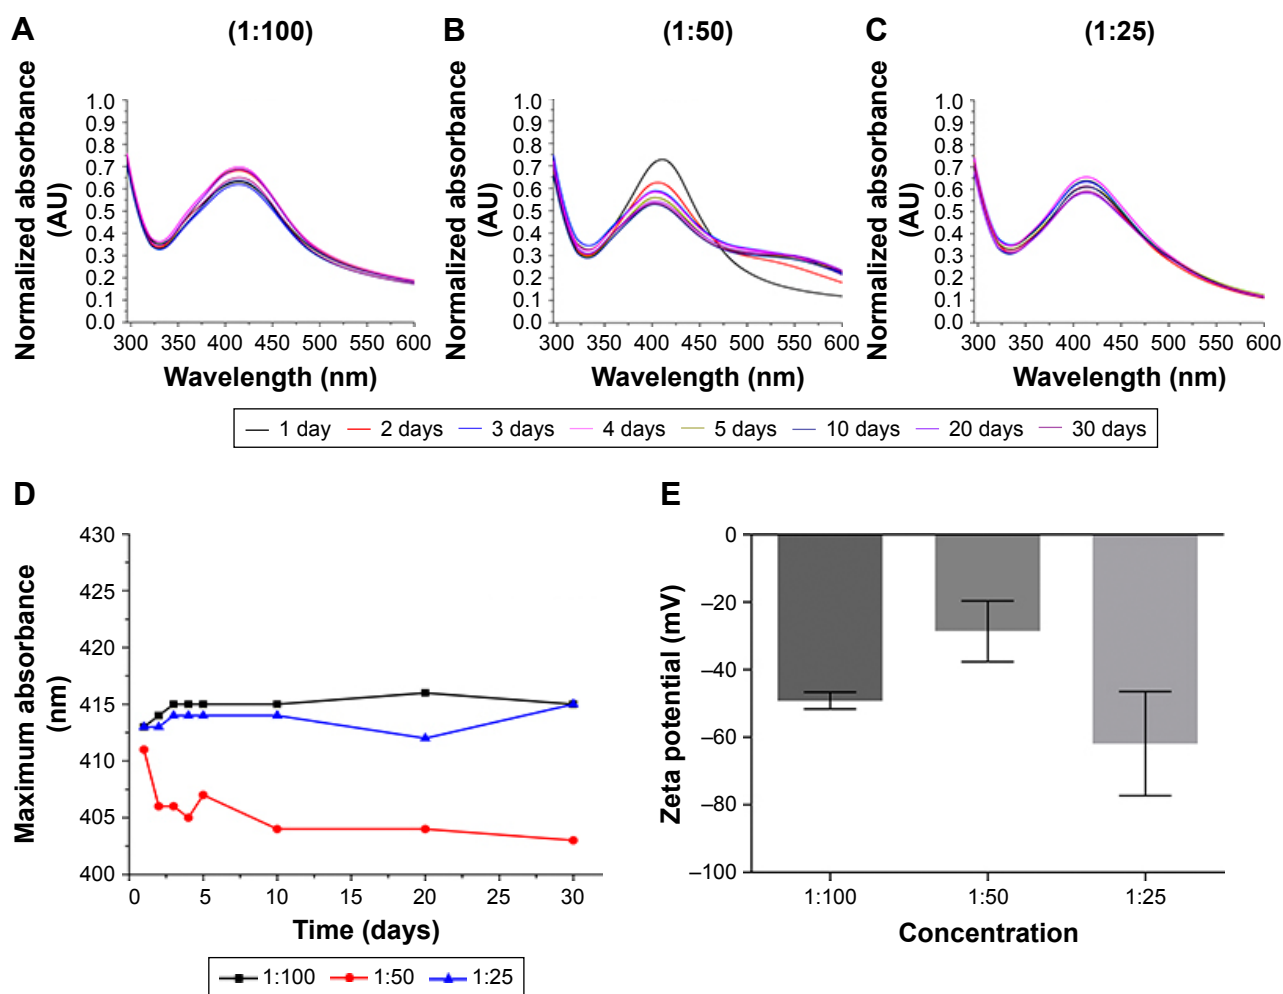 A
(1:100)
B
(1:50)
C
(1:25)
Normalized absorbance
(AU)
1.0
0.9
0.8
0.7
0.6
0.5
0.4
0.3
0.2
0.1
0.0
300 350 400 450 500 550 600
Wavelength (nm)
Normalized absorbance
(AU)
1.0
0.9
0.8
0.7
0.6
0.5
0.4
0.3
0.2
0.1
0.0
300 350 400 450 500 550 600
Wavelength (nm)
Normalized absorbance
(AU)
1.0
0.9
0.8
0.7
0.6
0.5
0.4
0.3
0.2
0.1
0.0
300 350 400 450 500 550 600
Wavelength (nm)
1 day 2 days 3 days 4 days 5 days 10 days 20 days 30 days
D
Maximum absorbance
(nm)
430
425
420
415
410
405
400
0 5 10 15 20 25 30
Time (days)
1:100 1:50 1:25
E
Zeta potential (mV)
0
–20
–40
–60
–80
–100
1:100 1:50 1:25
Concentration